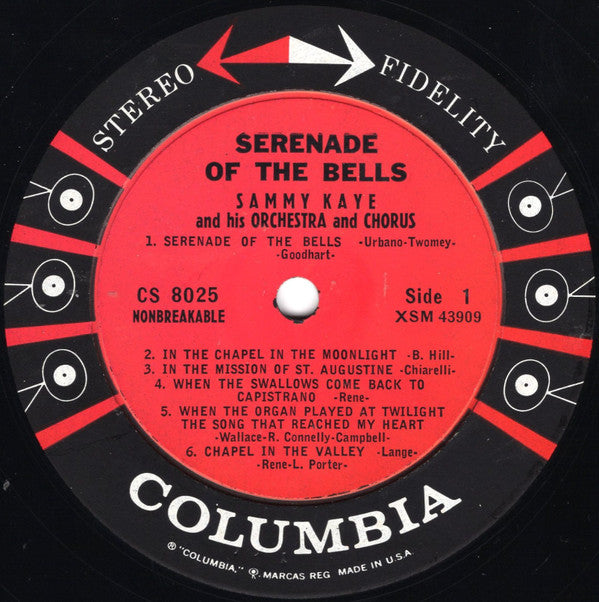 STEREO FIDELITY
SERENADE
OF THE BELLS
SAMMY KAYE
and his ORCHESTRA and CHORUS
1. SERENADE OF THE BELLS -Urbano-Twomey-
-Goodhart-
CS 8025 Side 1
NONBREAKABLE XSM 43909
2. IN THE CHAPEL IN THE MOONLIGHT -B. Hill-
3. IN THE MISSION OF ST. AUGUSTINE -Chiarelli-
4. WHEN THE SWALLOWS COME BACK TO
CAPISTRANO -Rene-
5. WHEN THE ORGAN PLAYED AT TWILIGHT
THE SONG THAT REACHED MY HEART
-Wallace-R. Connelly-Campbell-
6. CHAPEL IN THE VALLEY -Lange-
-Rene-L. Porter-
COLUMBIA
® "COLUMBIA," ®. MARCAS REG MADE IN U.S.A.